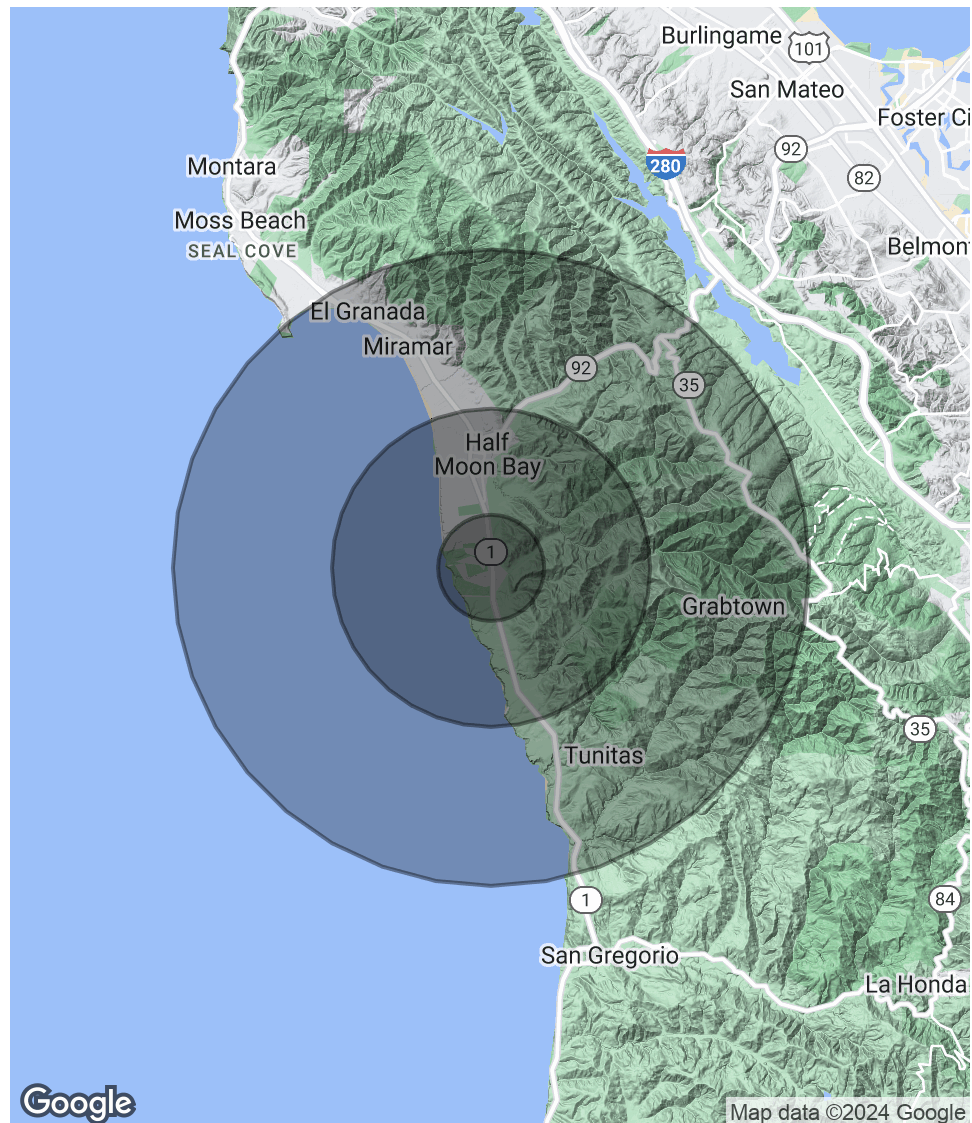 Burlingame
101
San Mateo
Foster Ci
92
280
82
Montara
Moss Beach
SEAL COVE
Belmon
El Granada
Miramar
92
35
Half
Moon Bay
1
Grabtown
35
Tunitas
1
84
San Gregorio
La Honda
Google
Map data ©2024 Google